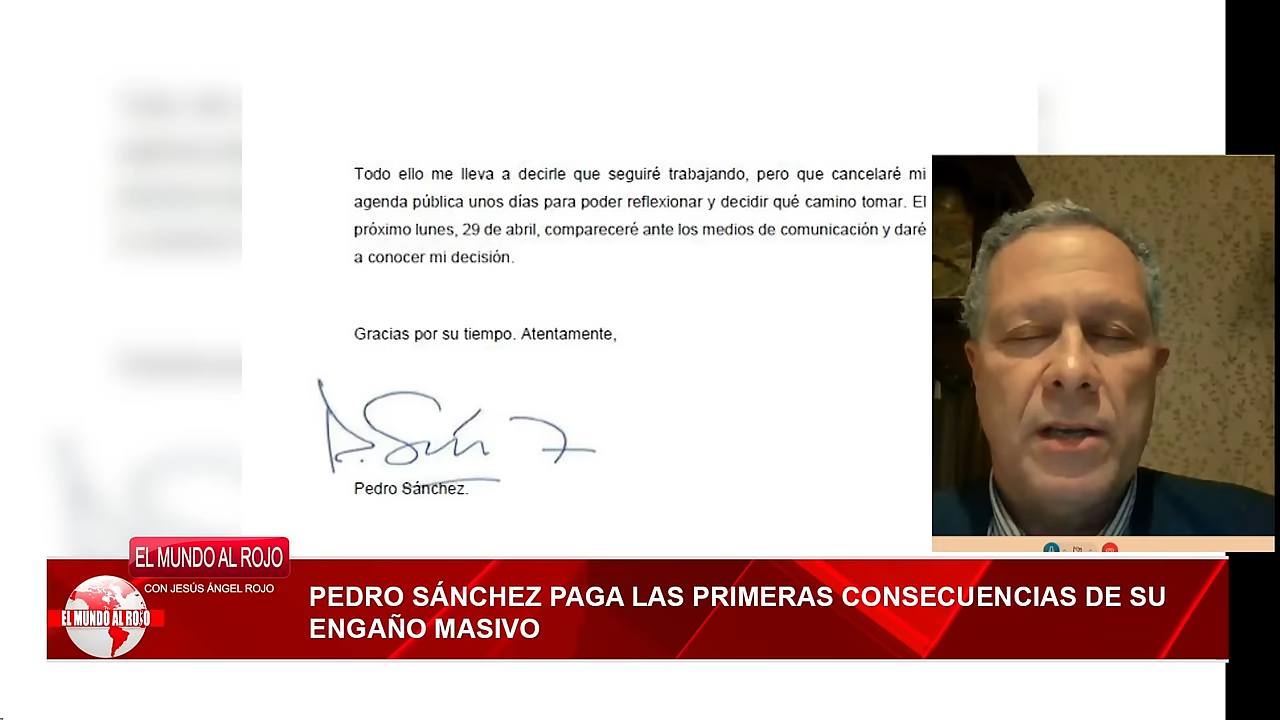 Todo ello me lleva a decirle que seguiré trabajando, pero que cancelaré mi
agenda pública unos días para poder reflexionar y decidir qué camino tomar. El
próximo lunes, 29 de abril, compareceré ante los medios de comunicación y daré
a conocer mi decisión.
Gracias por su tiempo. Atentamente,
P. Sánchez
Pedro Sánchez.
EL MUNDO AL ROJO
CON JESÚS ÁNGEL ROJO
EL MUNDO AL ROJO
PEDRO SÁNCHEZ PAGA LAS PRIMERAS CONSECUENCIAS DE SU
ENGAÑO MASIVO